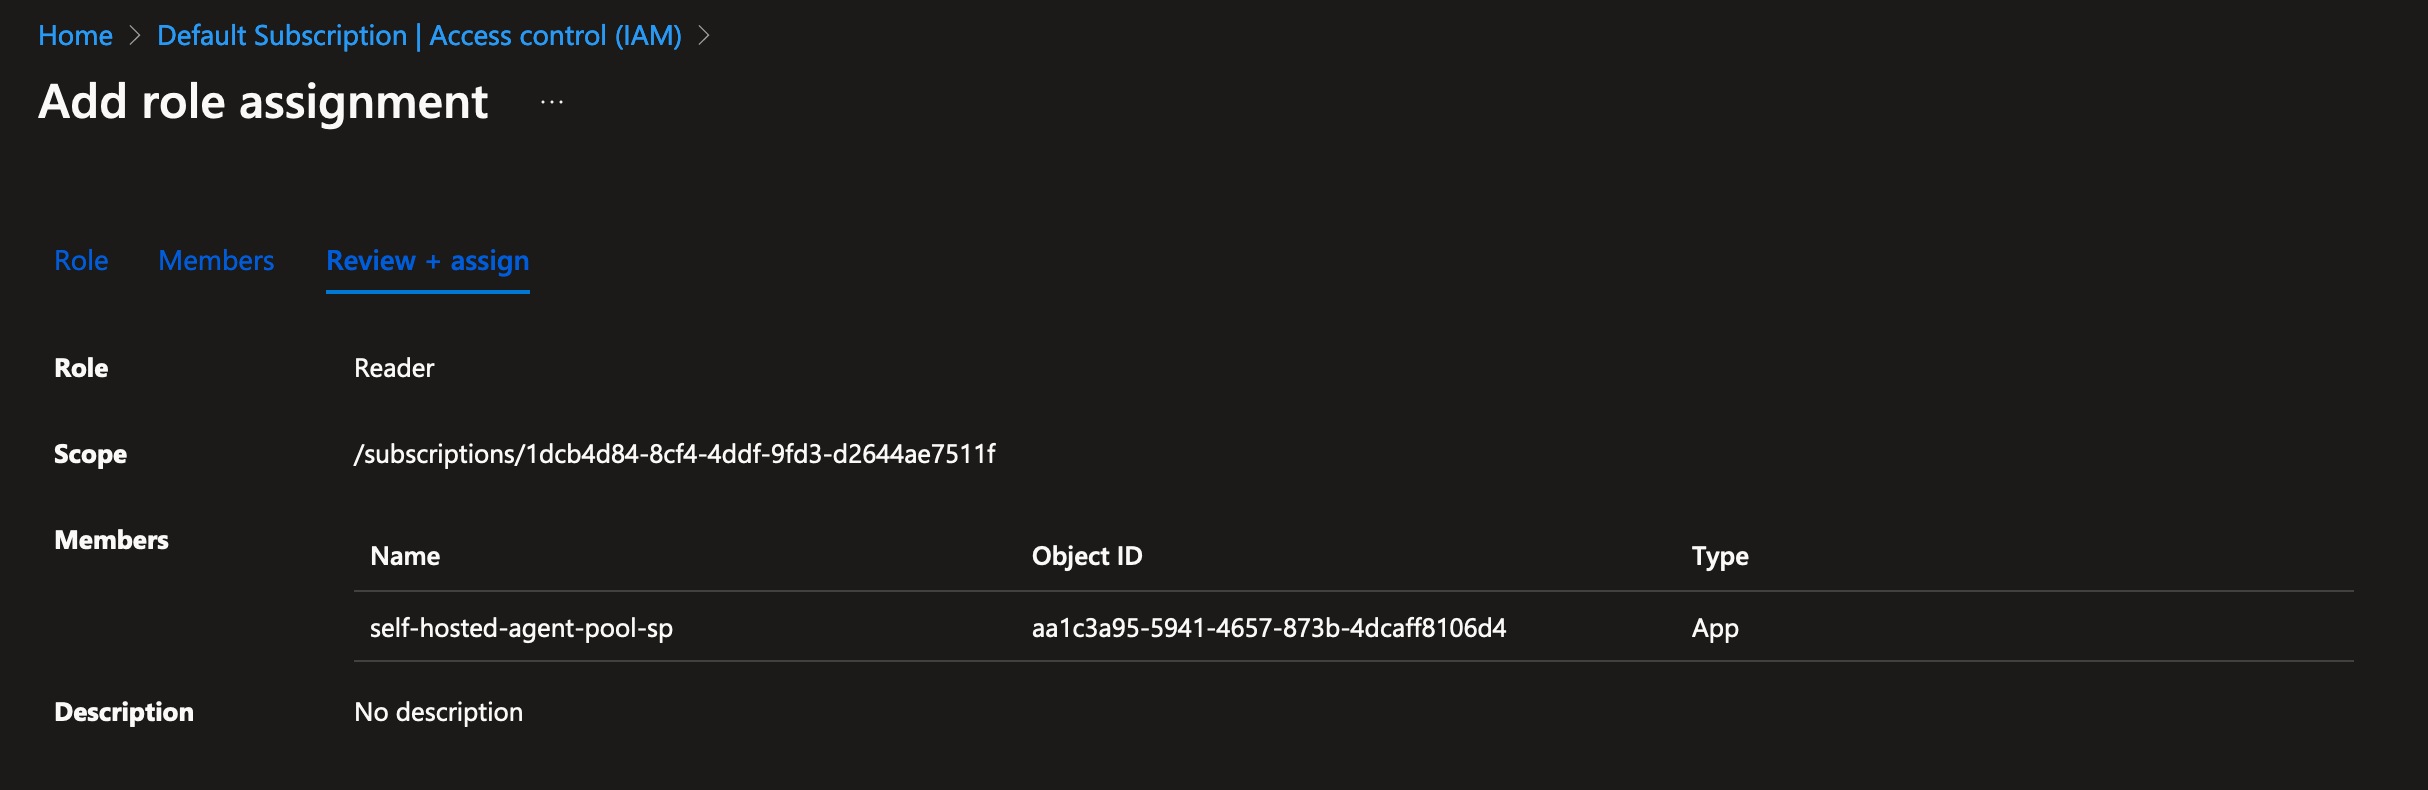 Home > Default Subscription | Access control (IAM) >
Add role assignment ...
Role Members Review + assign
Role Reader
Scope /subscriptions/1dcb4d84-8cf4-4ddf-9fd3-d2644ae7511f
Members
Name Object ID Type
self-hosted-agent-pool-sp aa1c3a95-5941-4657-873b-4dcaff8106d4 App
Description No description